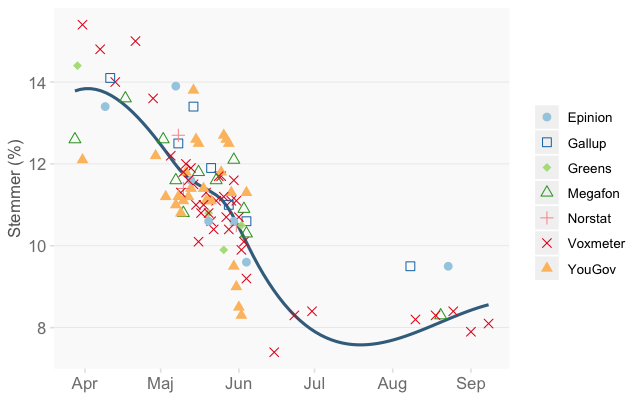 Stemmer (%)
14
12
10
8
Apr Maj Jun Jul Aug Sep
Epinion
Gallup
Greens
Megafon
Norstat
Voxmeter
YouGov